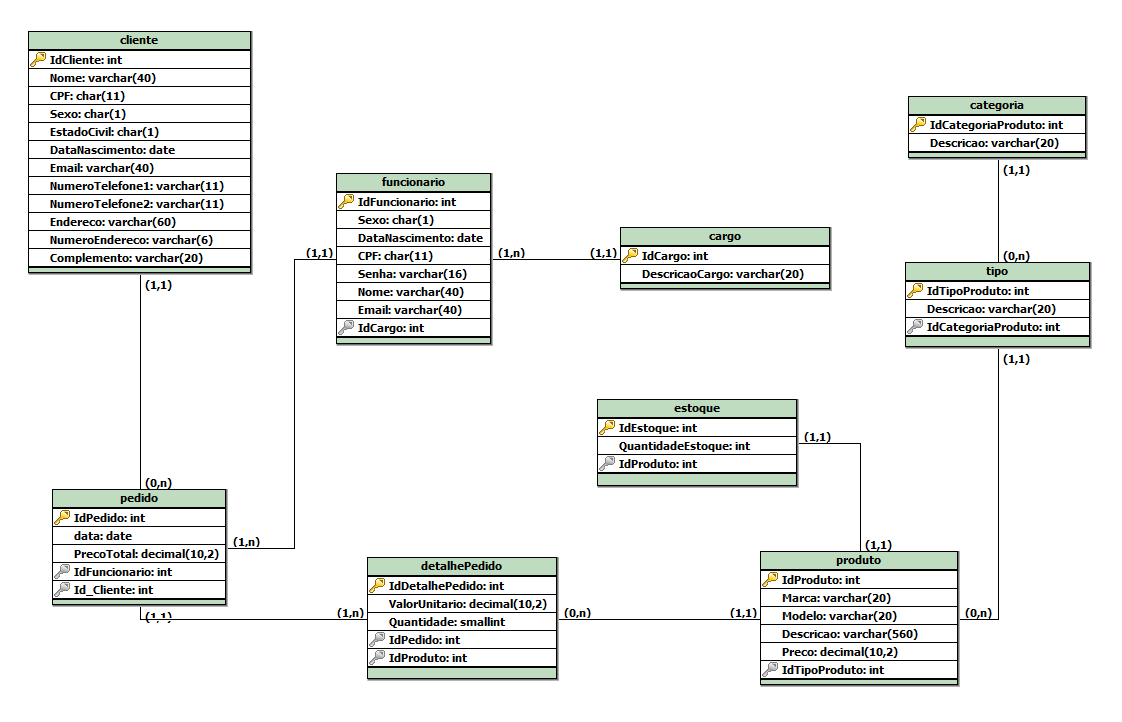 cliente
IdCliente: int
Nome: varchar(40)
CPF: char(11)
Sexo: char(1)
EstadoCivil: char(1)
DataNascimento: date
Email: varchar(40)
NumeroTelefone1: varchar(11)
NumeroTelefone2: varchar(11)
Endereco: varchar(60)
NumeroEndereco: varchar(6)
Complemento: varchar(20)
(1,1)
(0,n)
pedido
IdPedido: int
data: date
PrecoTotal: decimal(10,2)
IdFuncionario: int
Id_Cliente: int
(1,n)
(1,1)
(1,1)
funcionario
IdFuncionario: int
Sexo: char(1)
DataNascimento: date
CPF: char(11)
Senha: varchar(16)
Nome: varchar(40)
Email: varchar(40)
IdCargo: int
(1,n)
(1,1)
cargo
IdCargo: int
DescricaoCargo: varchar(20)
categoria
IdCategoriaProduto: int
Descricao: varchar(20)
(1,1)
(0,n)
tipo
IdTipoProduto: int
Descricao: varchar(20)
IdCategoriaProduto: int
(1,1)
estoque
IdEstoque: int
QuantidadeEstoque: int
IdProduto: int
(1,1)
(1,1)
(1,n)
detalhePedido
IdDetalhePedido: int
ValorUnitario: decimal(10,2)
Quantidade: smallint
IdPedido: int
IdProduto: int
(0,n)
(1,1)
produto
IdProduto: int
Marca: varchar(20)
Modelo: varchar(20)
Descricao: varchar(560)
Preco: decimal(10,2)
IdTipoProduto: int
(0,n)